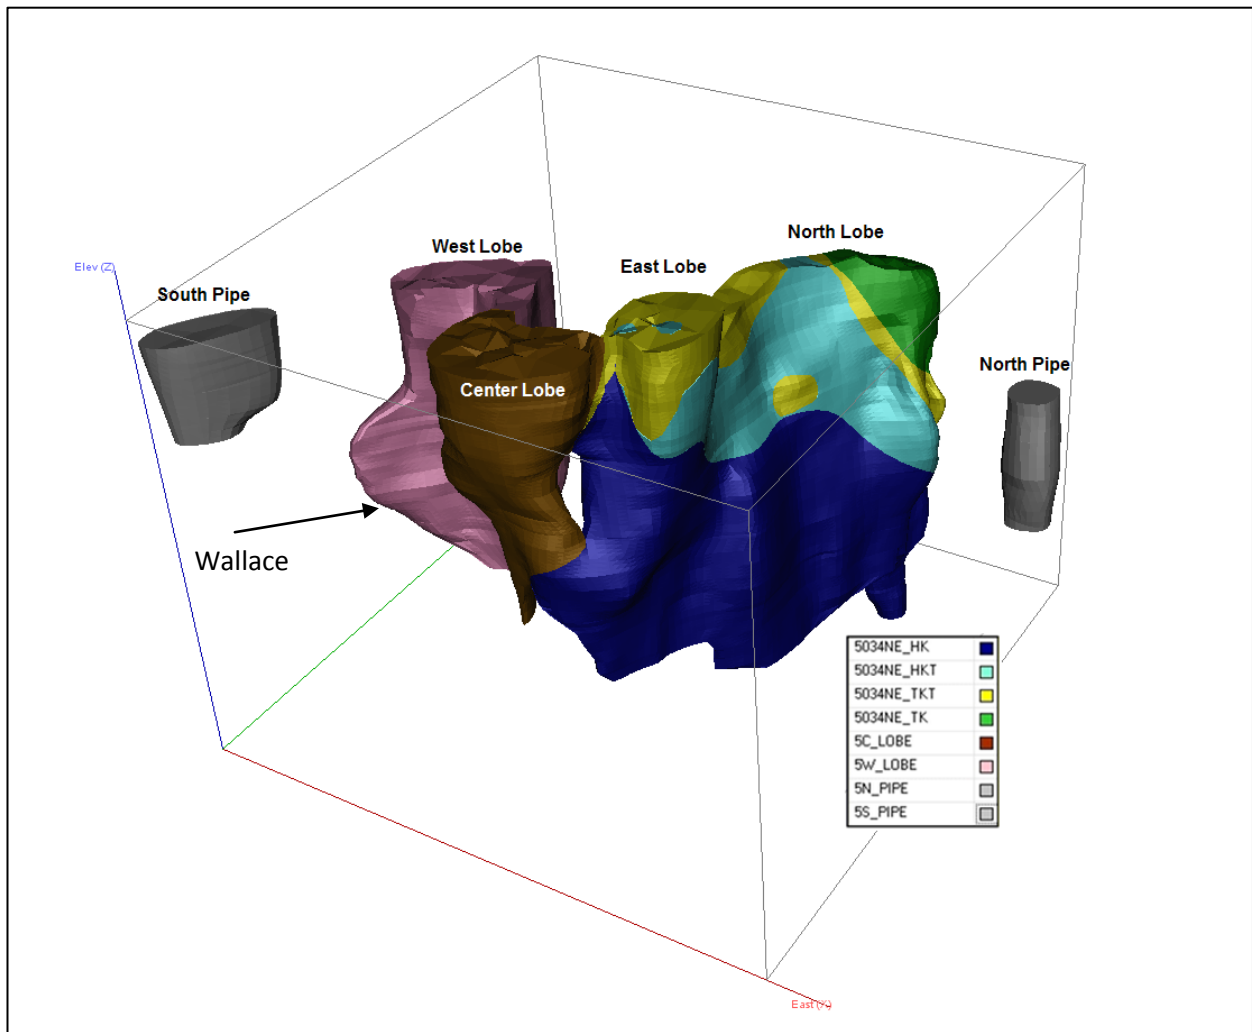 North Lobe
West Lobe
East Lobe
Elev (Z)
South Pipe
North Pipe
Center Lobe
Wallace
5034NE_HK
5034NE_HKT
5034NE_TKT
5034NE_TK
5C_LOBE
5W_LOBE
5N_PIPE
5S_PIPE
East (X)